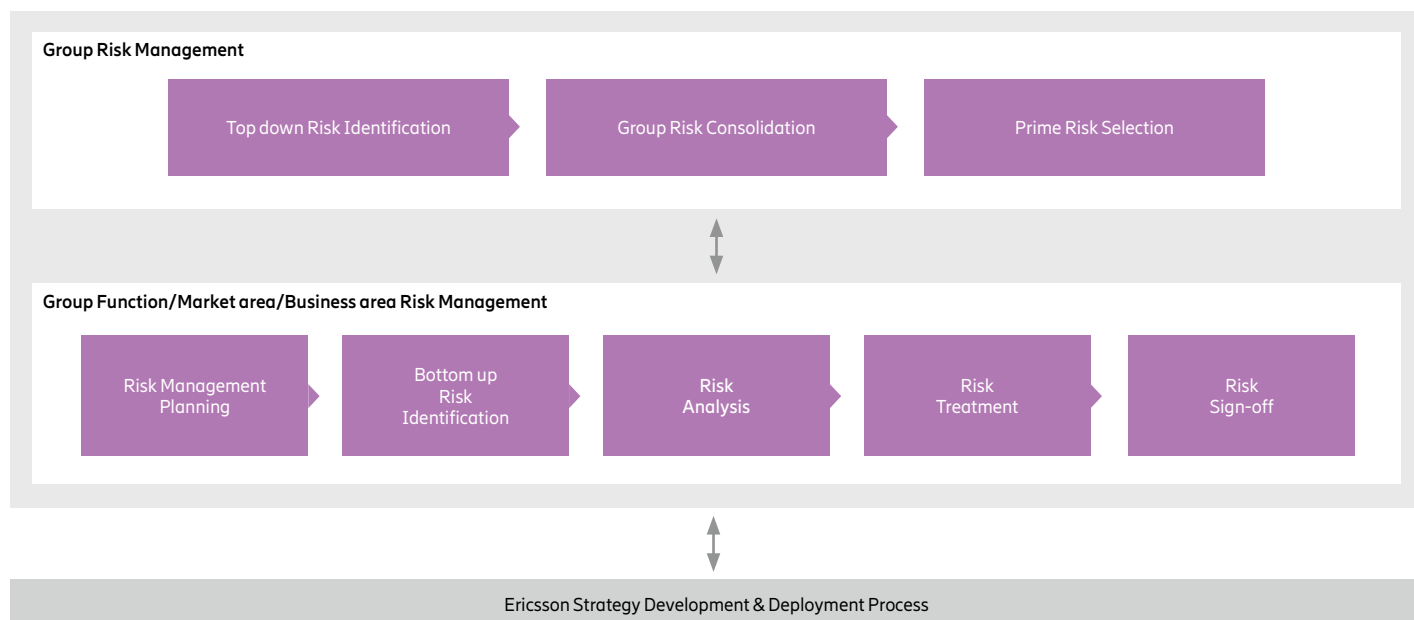 Group Risk Management
Top down Risk Identification
Group Risk Consolidation
Prime Risk Selection
Group Function/Market area/Business area Risk Management
Risk Management
Planning
Bottom up
Risk
Identification
Risk
Analysis
Risk
Treatment
Risk
Sign-off
Ericsson Strategy Development & Deployment Process